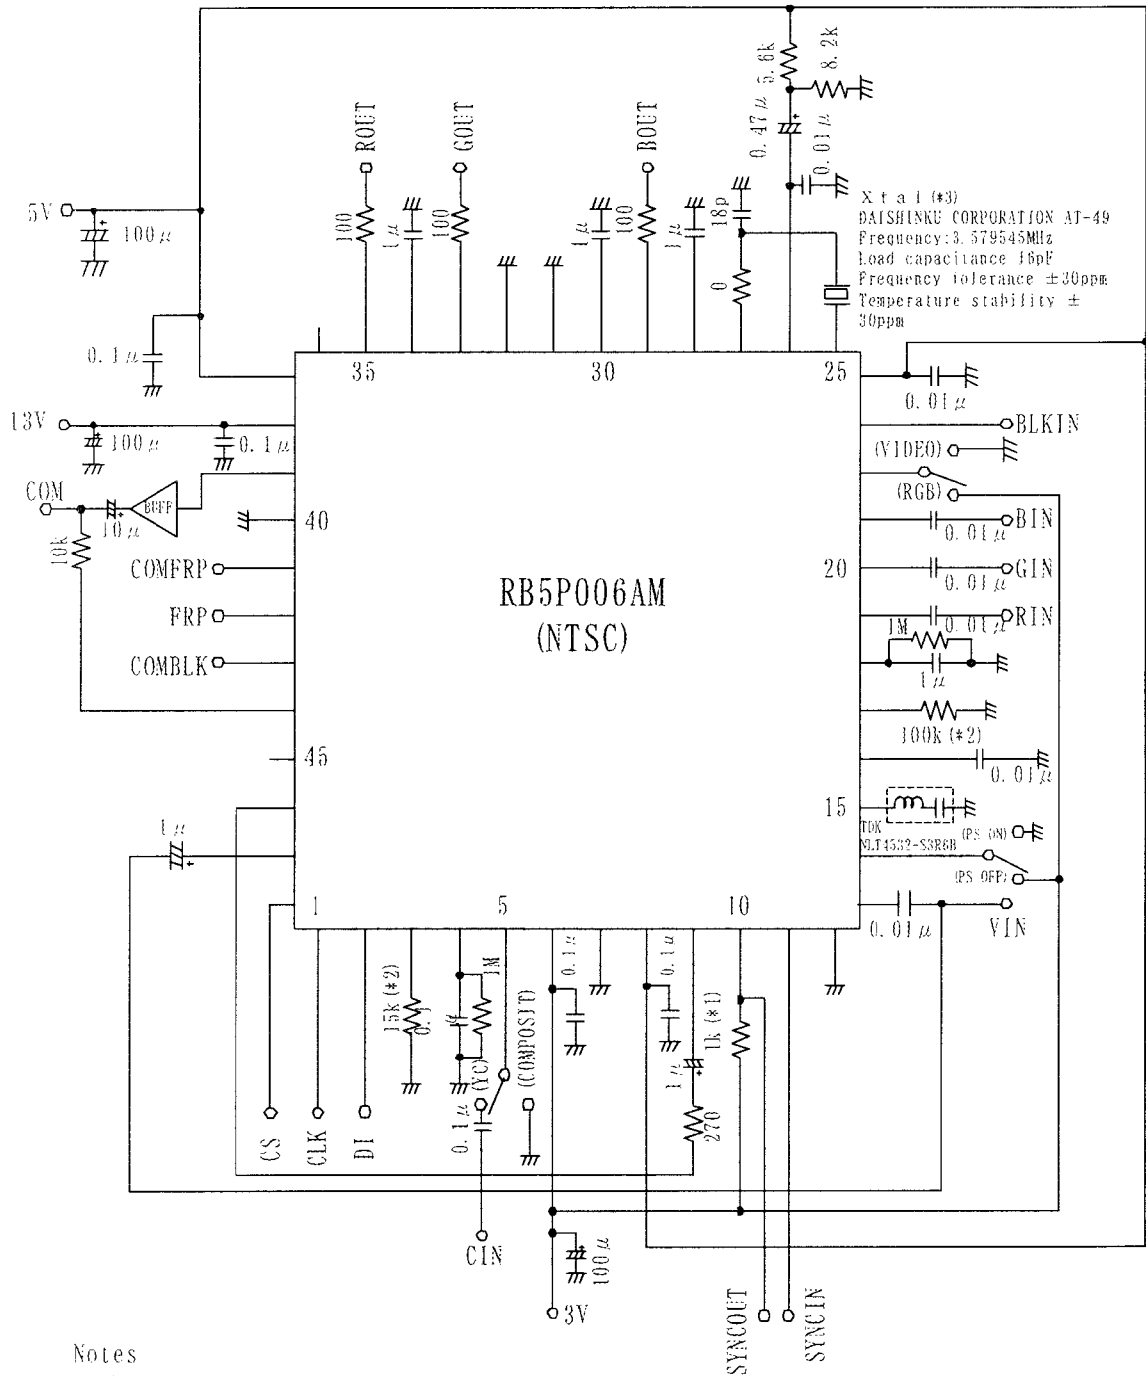 5.6k
8.2k
0.47μ
0.01μ
ROUT
GOUT
BOUT
5V
100μ
100
1μ
100
1μ
100
1μ
18p
0
Xtal (*3)
DAISHINKU CORPORATION AT-49
Frequency:3.579545MHz
Load capacitance 16pF
Frequency tolerance ±30ppm
Temperature stability ±
30ppm
0.1μ
35
30
25
0.01μ
13V
100μ
0.1μ
BLKIN
(VIDEO)
(RGB)
COM
BUFF
10μ
10k
40
BIN
0.01μ
COMFRP
20
GIN
0.01μ
RB5P006AM
(NTSC)
FRP
RIN
0.01μ
1M
COMBLK
1μ
100k (*2)
45
0.01μ
15
TDK
NLT4532-S3R6B
(PS ON)
(PS OFF)
1μ
1
5
10
0.01μ
VIN
15k (*2)
0.1μ
1M
0.1μ
0.1μ
1k (*1)
1μ
270
(YC)
(COMPOSIT)
0.1μ
CS
CLK
DI
CIN
100μ
3V
SYNCOUT
SYNCIN
Notes